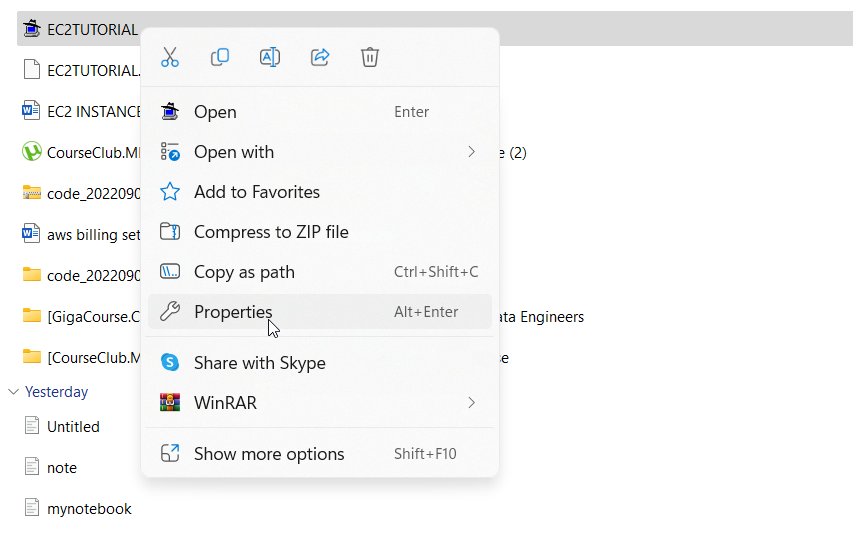 EC2TUTORIAL
EC2TUTORIAL.
Open Enter
EC2 INSTANCE
Open with
CourseClub.M e (2)
Add to Favorites
code_2022090
Compress to ZIP file
aws billing set
Copy as path Ctrl+Shift+C
code_2022090
Properties Alt+Enter
[GigaCourse.C ata Engineers
Share with Skype
[CourseClub.M se
Yesterday
WinRAR
Untitled
Show more options Shift+F10
note
mynotebook